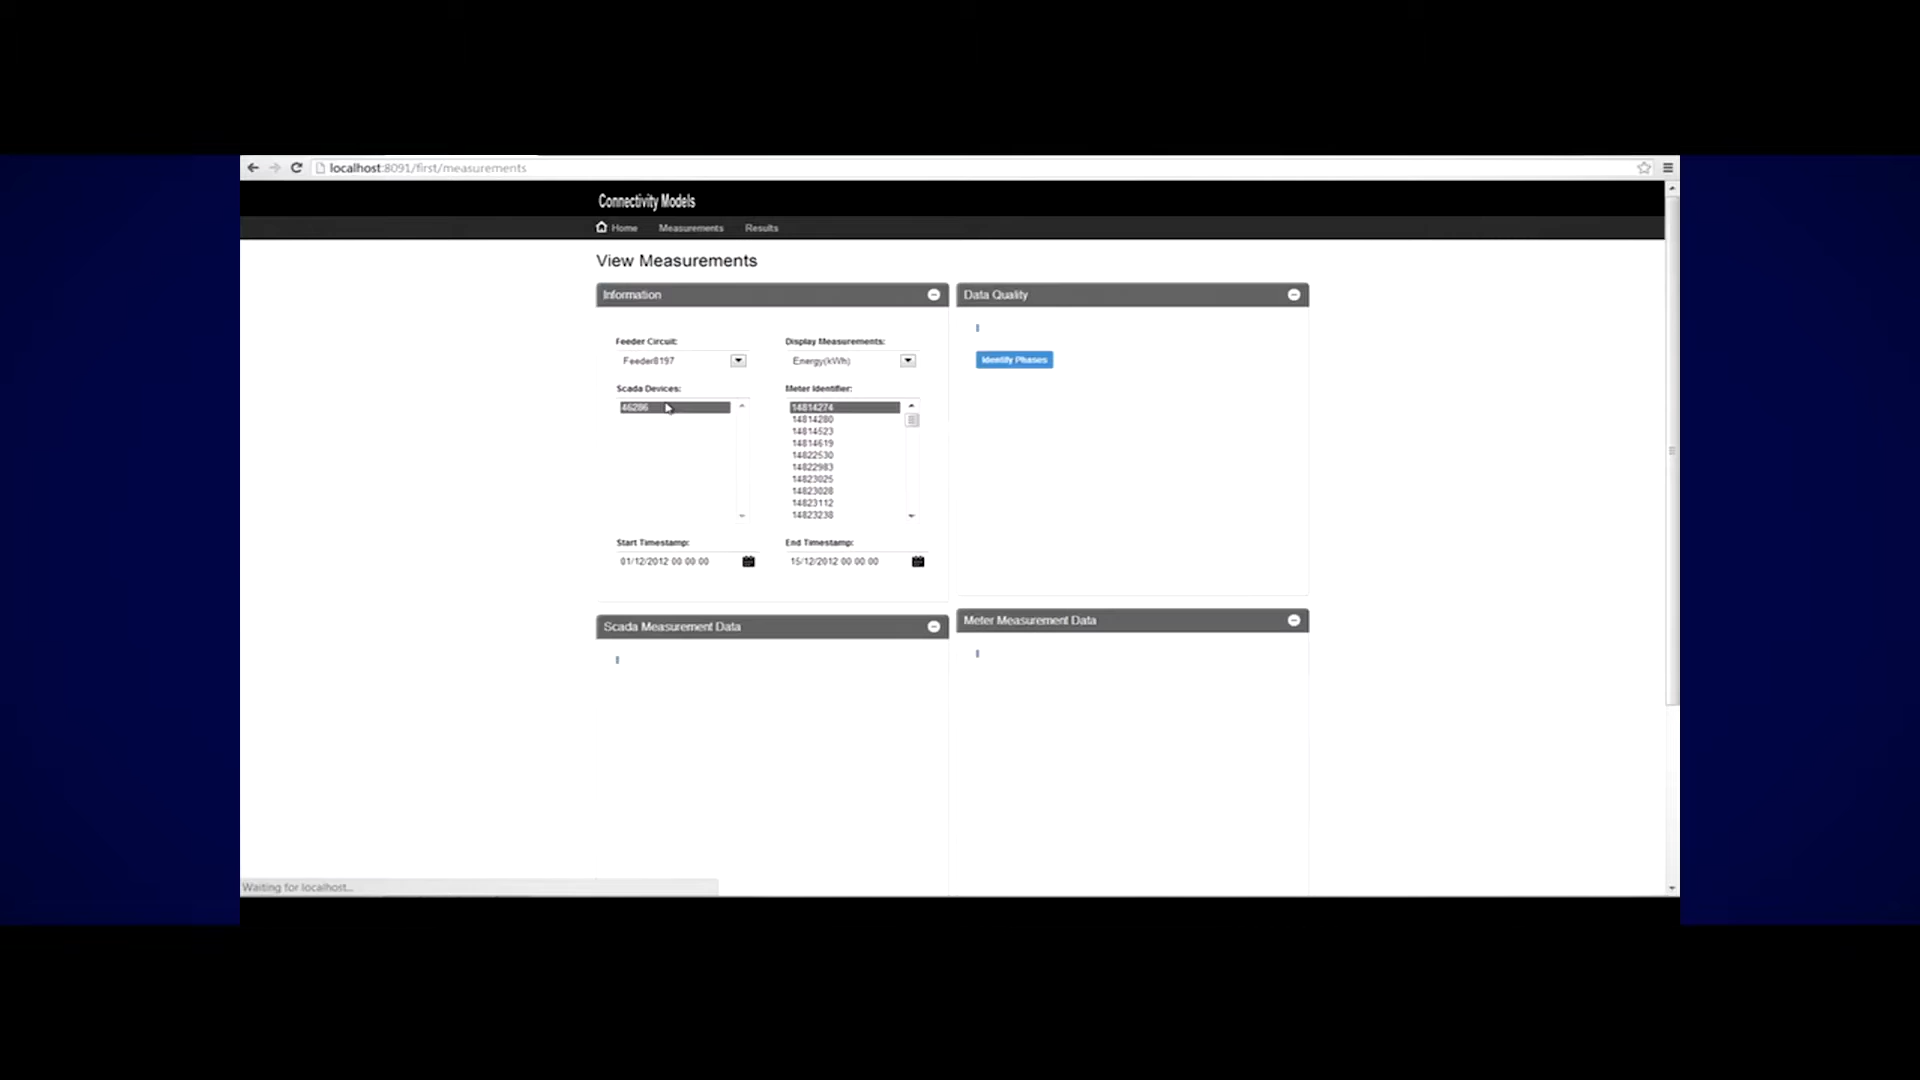 localhost:8091/first/measurements
Connectivity Models
Home Measurements Results
View Measurements
Information
Feeder Circuit:
Feeder8197
Display Measurements:
Energy(kWh)
Scada Devices:
46286
Meter Identifier:
14814274
14814280
14814523
14814619
14822530
14822983
14823025
14823028
14823112
14823238
Start Timestamp:
01/12/2012 00:00:00
End Timestamp:
15/12/2012 00:00:00
Data Quality
Identify Phases
Scada Measurement Data
Meter Measurement Data
Waiting for localhost...